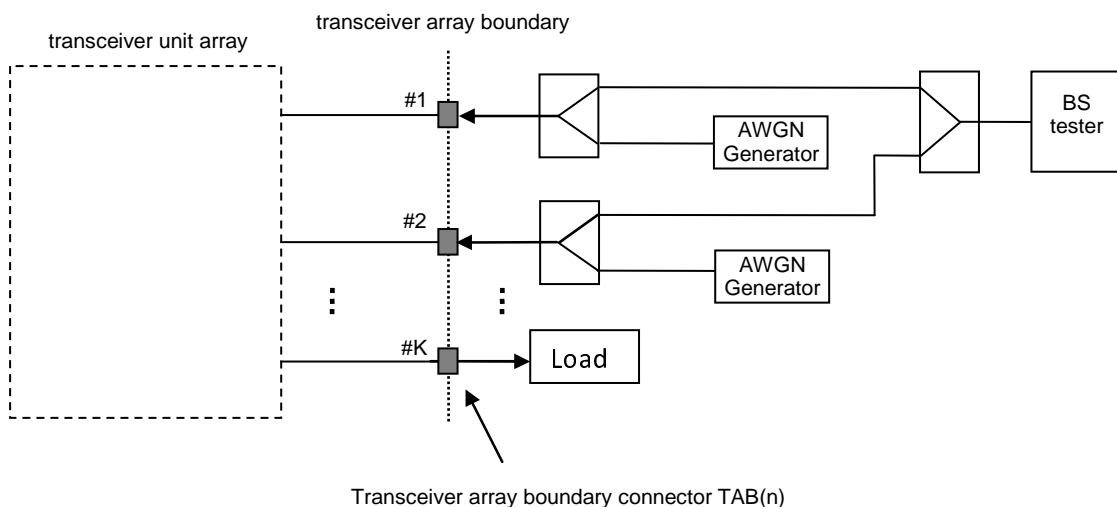 transceiver array boundary
transceiver unit array
#1
AWGN
Generator
BS
tester
#2
AWGN
Generator
#K
Load
Transceiver array boundary connector TAB(n)